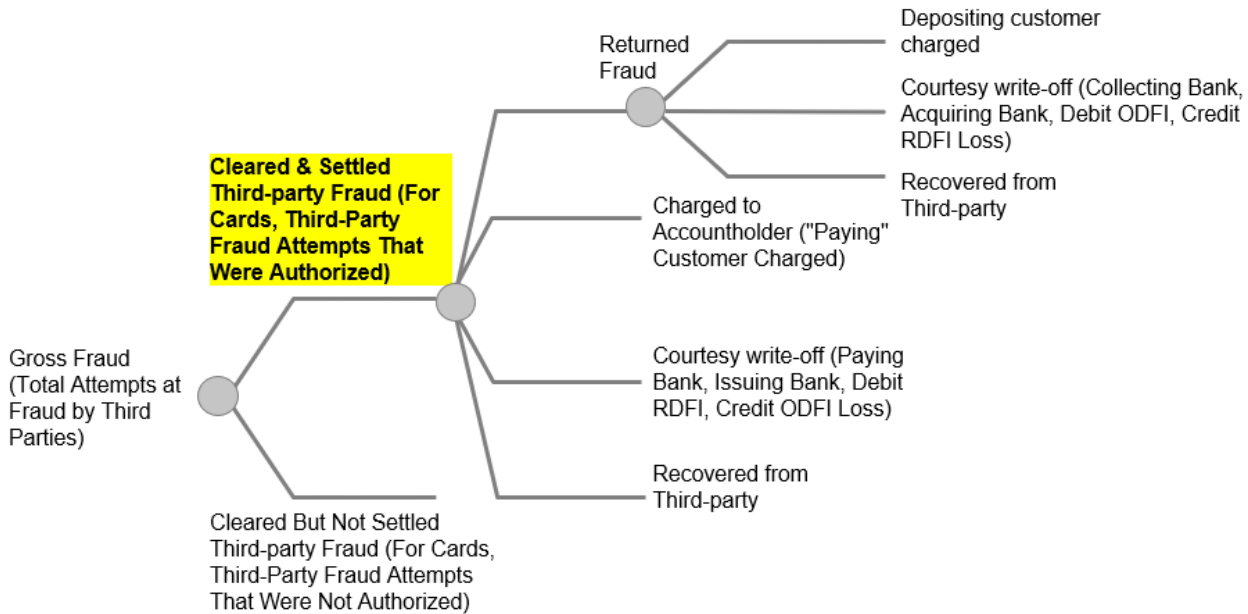 Gross Fraud
(Total Attempts at
Fraud by Third
Parties)
Cleared & Settled
Third-party Fraud (For
Cards, Third-Party
Fraud Attempts That
Were Authorized)
Cleared But Not Settled
Third-party Fraud (For Cards,
Third-Party Fraud Attempts
That Were Not Authorized)
Returned
Fraud
Charged to
Accountholder ("Paying"
Customer Charged)
Courtesy write-off (Paying
Bank, Issuing Bank, Debit
RDFI, Credit ODFI Loss)
Recovered from
Third-party
Depositing customer
charged
Courtesy write-off (Collecting Bank,
Acquiring Bank, Debit ODFI, Credit
RDFI Loss)
Recovered from
Third-party